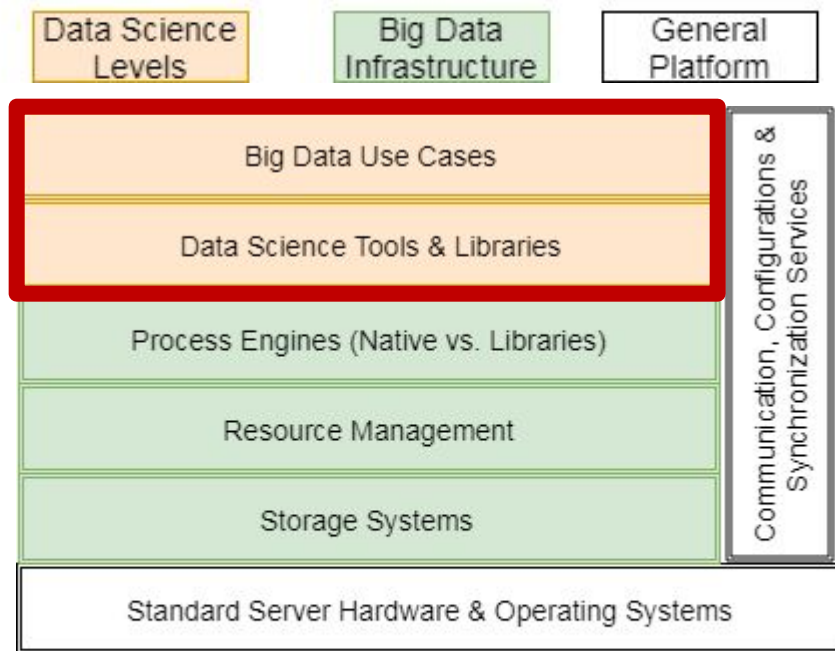 Data Science
Levels
Big Data
Infrastructure
General
Platform
Big Data Use Cases
Data Science Tools & Libraries
Process Engines (Native vs. Libraries)
Resource Management
Storage Systems
Communication, Configurations &
Synchronization Services
Standard Server Hardware & Operating Systems